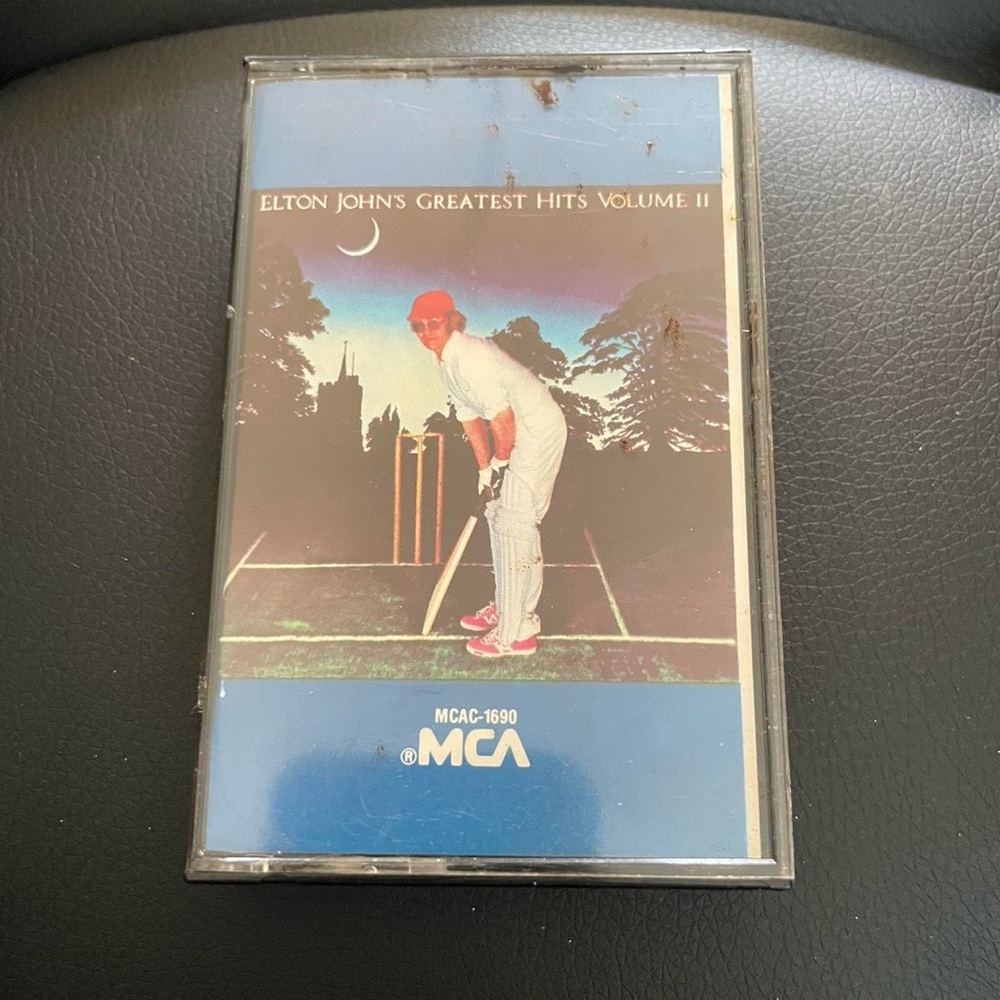 ELTON JOHN'S GREATEST HITS VOLUME II
MCAC-1690
®MCA